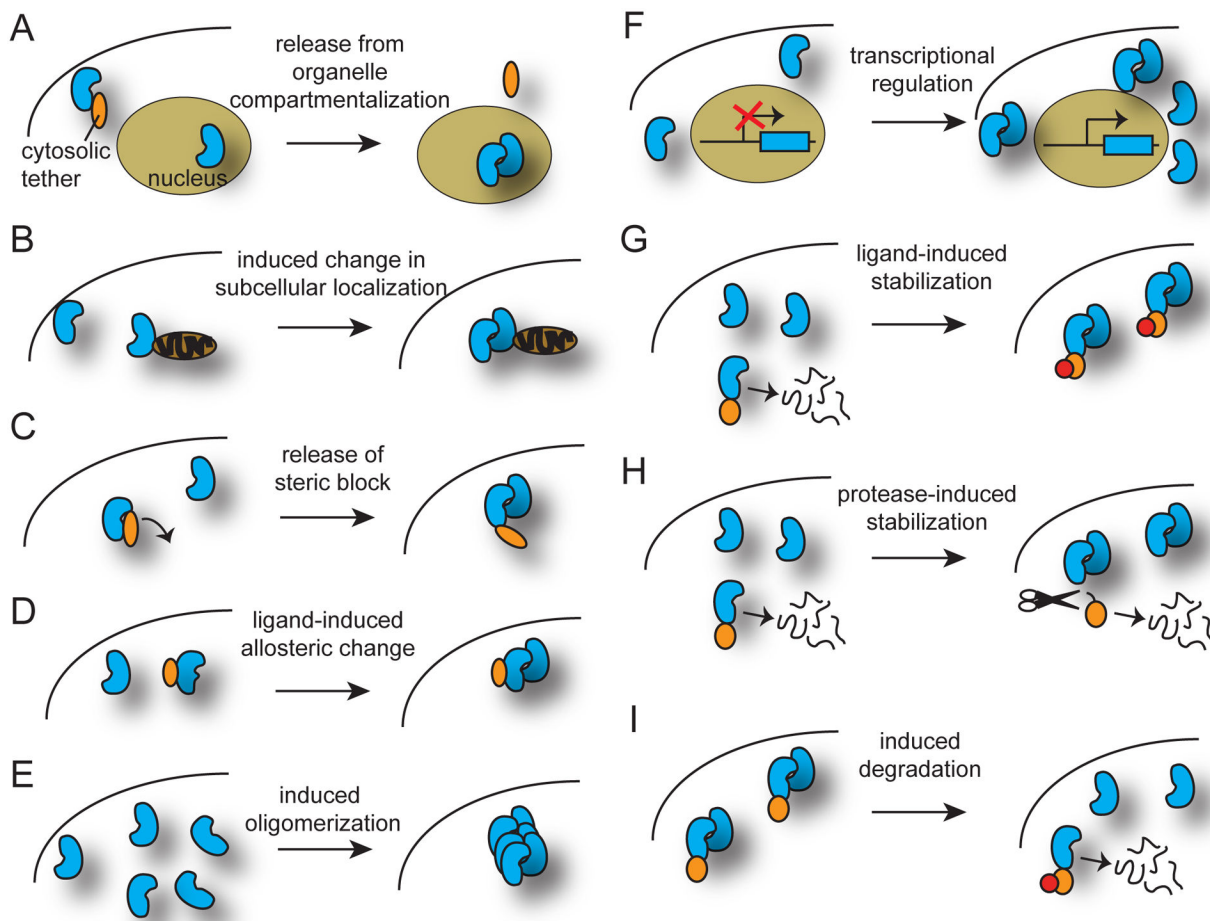 A
release from
organelle
compartmentalization
cytosolic
tether
nucleus
B
induced change in
subcellular localization
C
release of
steric block
D
ligand-induced
allosteric change
E
induced
oligomerization
F
transcriptional
regulation
G
ligand-induced
stabilization
H
protease-induced
stabilization
I
induced
degradation